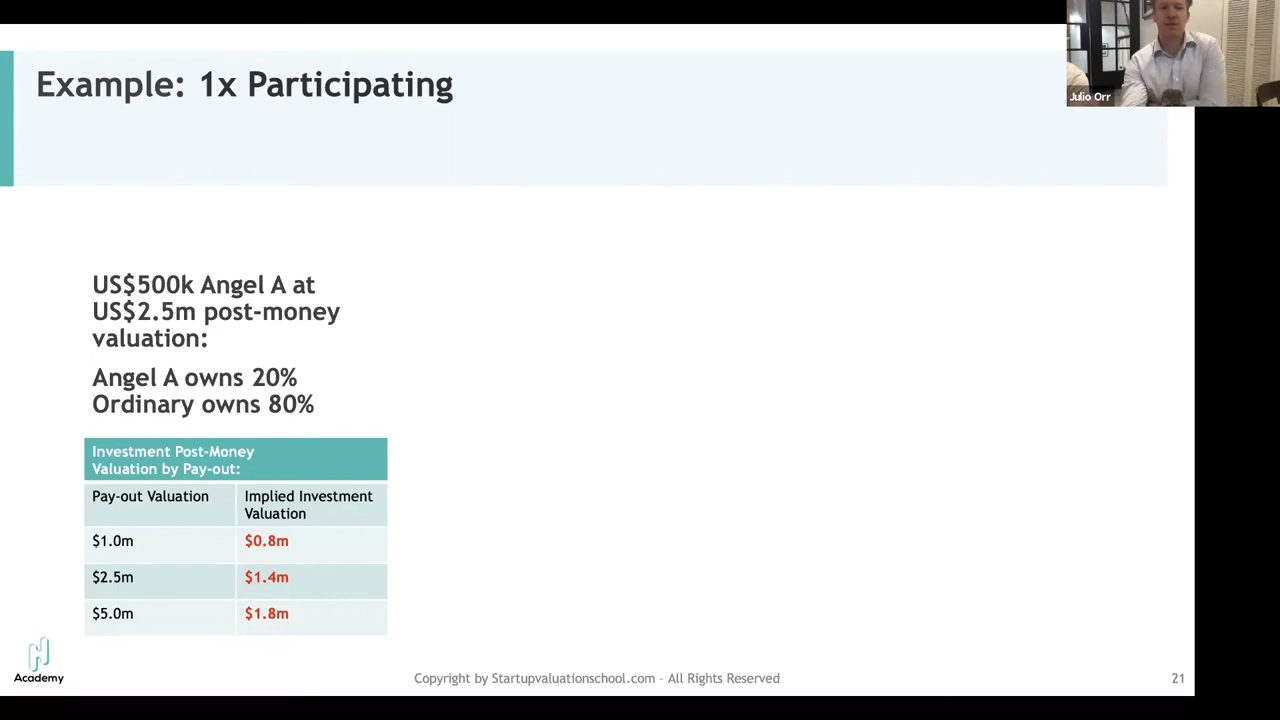 Example: 1x Participating
Julio Orr
US$500k Angel A at
US$2.5m post-money
valuation:
Angel A owns 20%
Ordinary owns 80%
Investment Post-Money
Valuation by Pay-out:
Pay-out Valuation
Implied Investment
Valuation
$1.0m
$0.8m
$2.5m
$1.4m
$5.0m
$1.8m
Academy
Copyright by Startupvaluationschool.com – All Rights Reserved
21